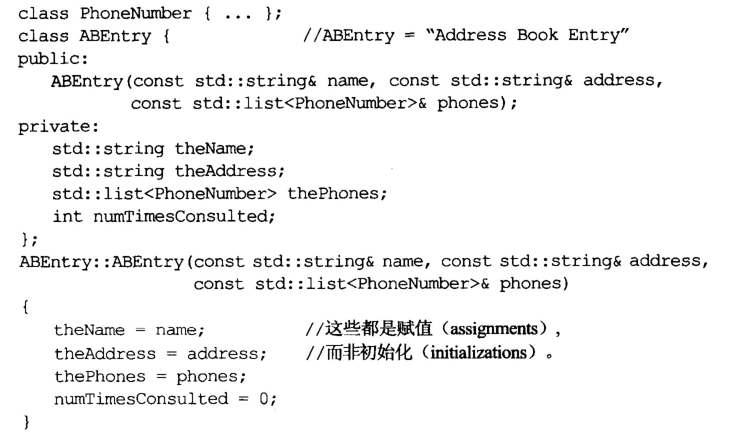 class PhoneNumber { ... };
class ABEntry {             //ABEntry = “Address Book Entry”
public:
   ABEntry(const std::string& name, const std::string& address,
           const std::list<PhoneNumber>& phones);
private:
   std::string theName;
   std::string theAddress;
   std::list<PhoneNumber> thePhones;
   int numTimesConsulted;
};
ABEntry::ABEntry(const std::string& name, const std::string& address,
                 const std::list<PhoneNumber>& phones)
{
   theName = name;          //这些都是赋值（assignments），
   theAddress = address;    //而非初始化（initializations）。
   thePhones = phones;
   numTimesConsulted = 0;
}